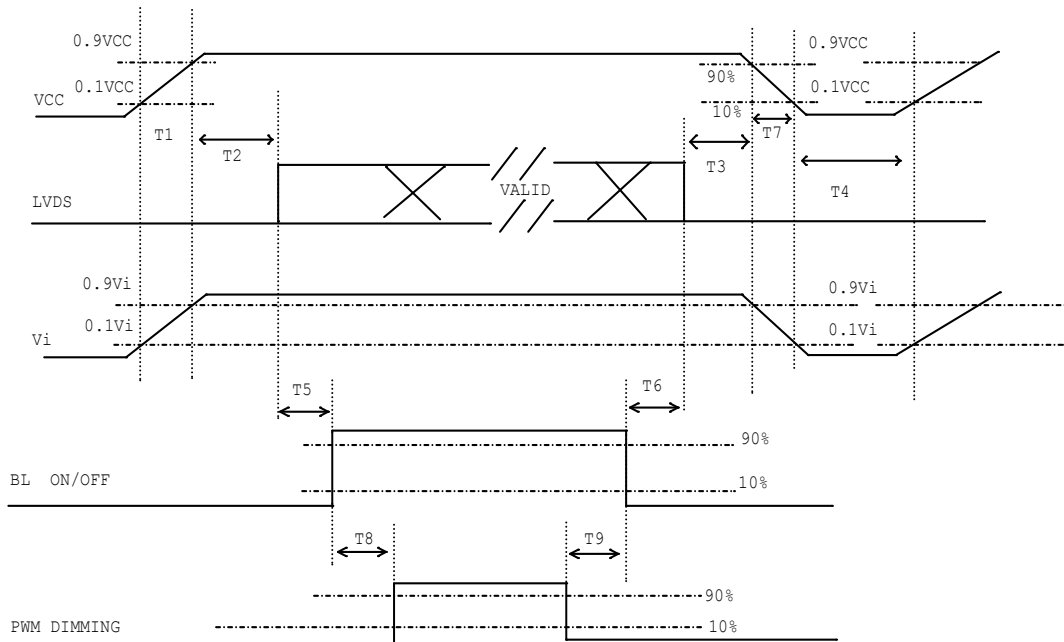 0.9VCC
0.9VCC
90%
0.1VCC
0.1VCC
VCC
10%
T1
T7
T2
T3
T4
VALID
LVDS
0.9Vi
0.9Vi
0.1Vi
0.1Vi
Vi
T5
T6
90%
BL ON/OFF
10%
T8
T9
90%
PWM DIMMING
10%